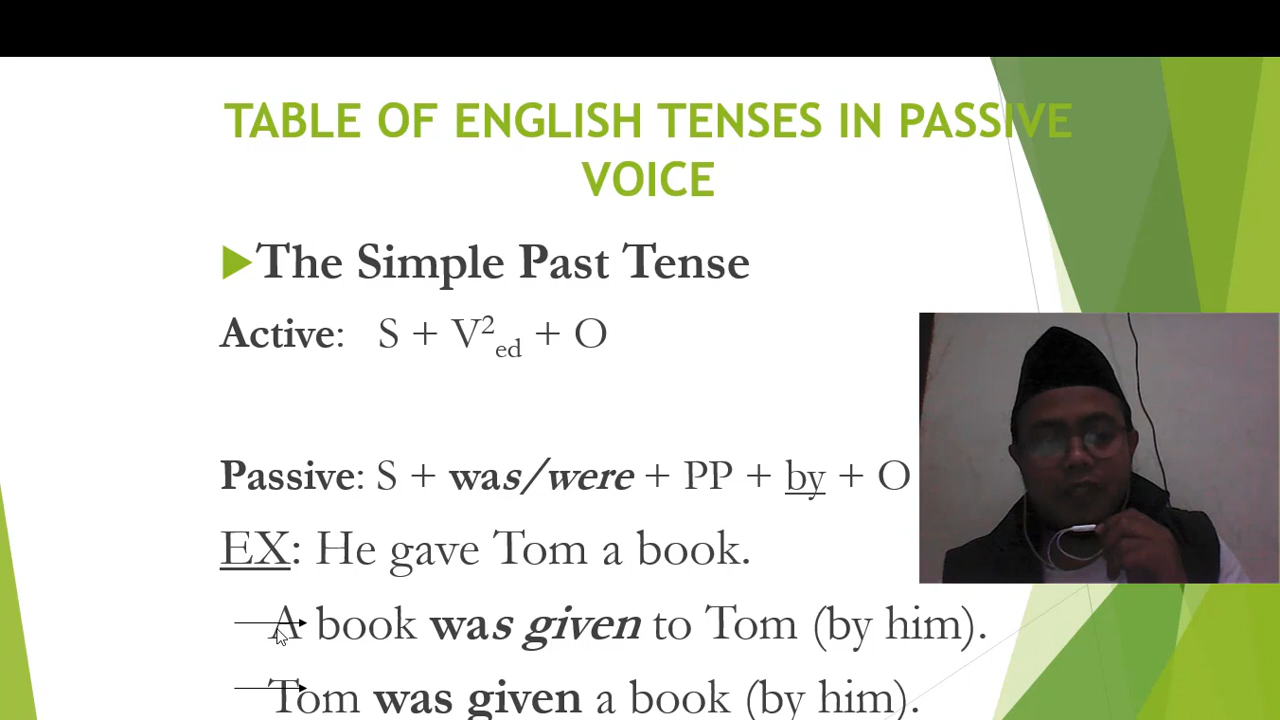 TABLE OF ENGLISH TENSES IN PASSIVE
VOICE
The Simple Past Tense
Active: S + V²ed + O
Passive: S + was/were + PP + by + O
EX: He gave Tom a book.
A book was given to Tom (by him).
Tom was given a book (by him).